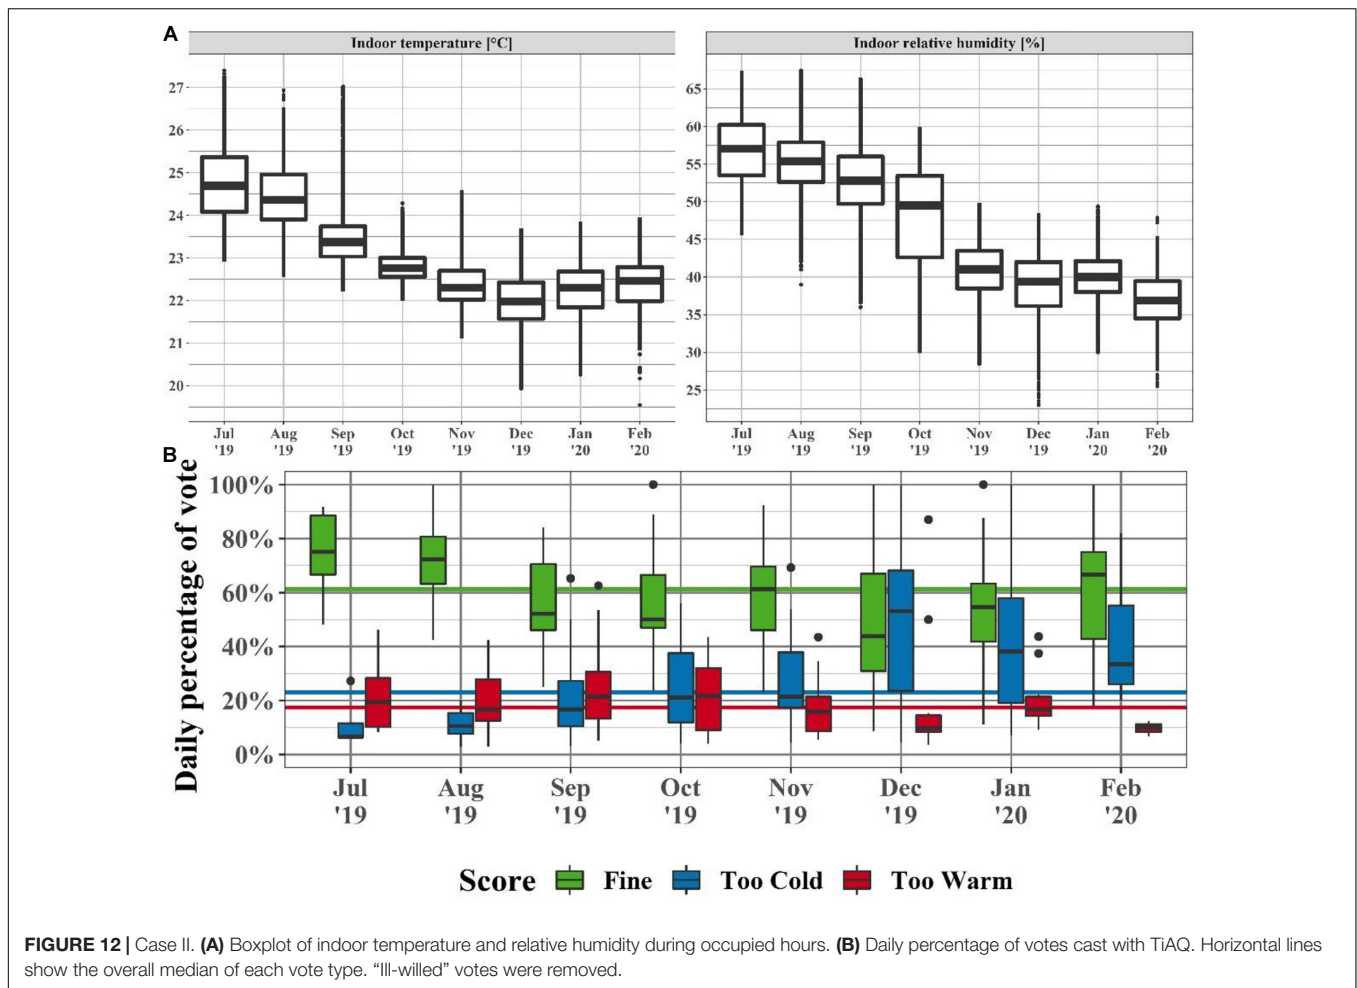 A
Indoor temperature [°C]
27
26
25
24
23
22
21
20
Jul Aug Sep Oct Nov Dec Jan Feb
'19 '19 '19 '19 '19 '19 '20 '20
Indoor relative humidity [%]
65
60
55
50
45
40
35
30
25
Jul Aug Sep Oct Nov Dec Jan Feb
'19 '19 '19 '19 '19 '19 '20 '20
B
Daily percentage of vote
100%
80%
60%
40%
20%
0%
Jul Aug Sep Oct Nov Dec Jan Feb
'19 '19 '19 '19 '19 '19 '20 '20
Score Fine Too Cold Too Warm
FIGURE 12 | Case II. (A) Boxplot of indoor temperature and relative humidity during occupied hours. (B) Daily percentage of votes cast with TiAQ. Horizontal lines
show the overall median of each vote type. “Ill-willed” votes were removed.